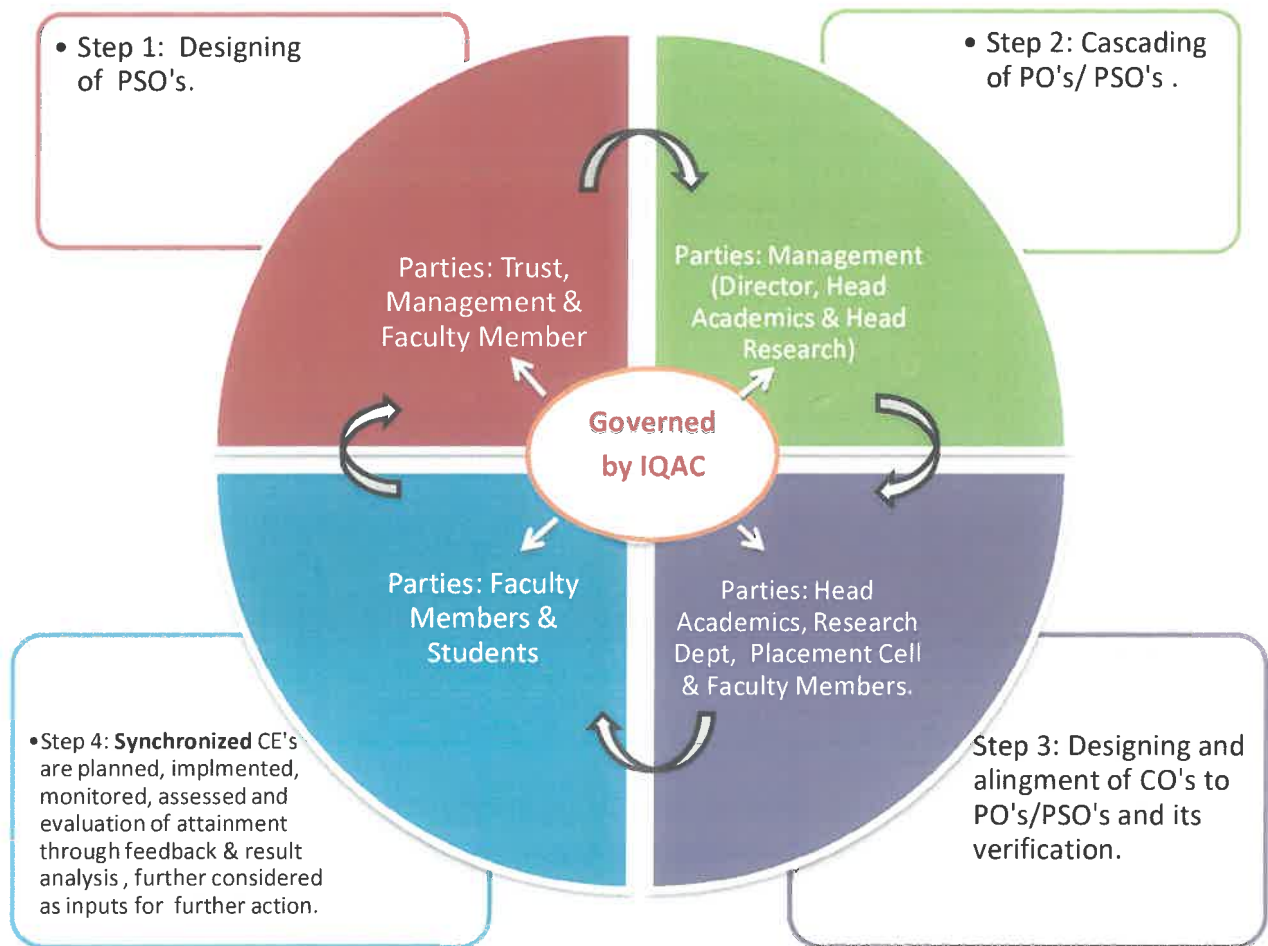 • Step 1: Designing
of PSO's.
• Step 2: Cascading
of PO's/ PSO's .
Parties: Trust,
Management &
Faculty Member
Parties: Management
(Director, Head
Academics & Head
Research)
Governed
by IQAC
Parties: Faculty
Members &
Students
Parties: Head
Academics, Research
Dept, Placement Cell
& Faculty Members.
•Step 4: Synchronized CE's
are planned, implmented,
monitored, assessed and
evaluation of attainment
through feedback & result
analysis , further considered
as inputs for further action.
Step 3: Designing and
alingment of CO's to
PO's/PSO's and its
verification.